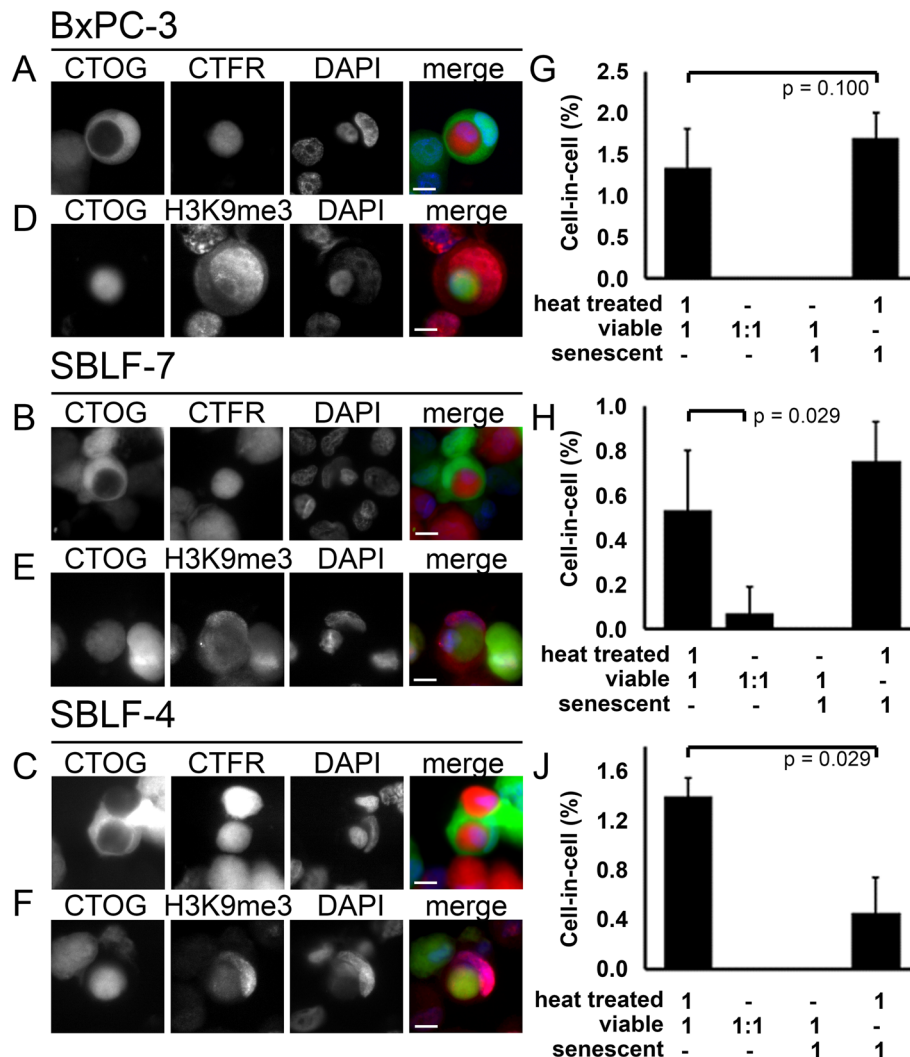 BxPC-3
A CTOG CTFR DAPI merge
D CTOG H3K9me3 DAPI merge
SBLF-7
B CTOG CTFR DAPI merge
E CTOG H3K9me3 DAPI merge
SBLF-4
C CTOG CTFR DAPI merge
F CTOG H3K9me3 DAPI merge
G
Cell-in-cell (%)
2.5
2.0
1.5
1.0
0.5
0.0
p = 0.100
heat treated 1 - - 1
viable 1 1:1 1 -
senescent - - 1 1
H
Cell-in-cell (%)
1.0
0.8
0.6
0.4
0.2
0.0
p = 0.029
heat treated 1 - - 1
viable 1 1:1 1 -
senescent - - 1 1
J
Cell-in-cell (%)
1.6
1.2
0.8
0.4
0.0
p = 0.029
heat treated 1 - - 1
viable 1 1:1 1 -
senescent - - 1 1